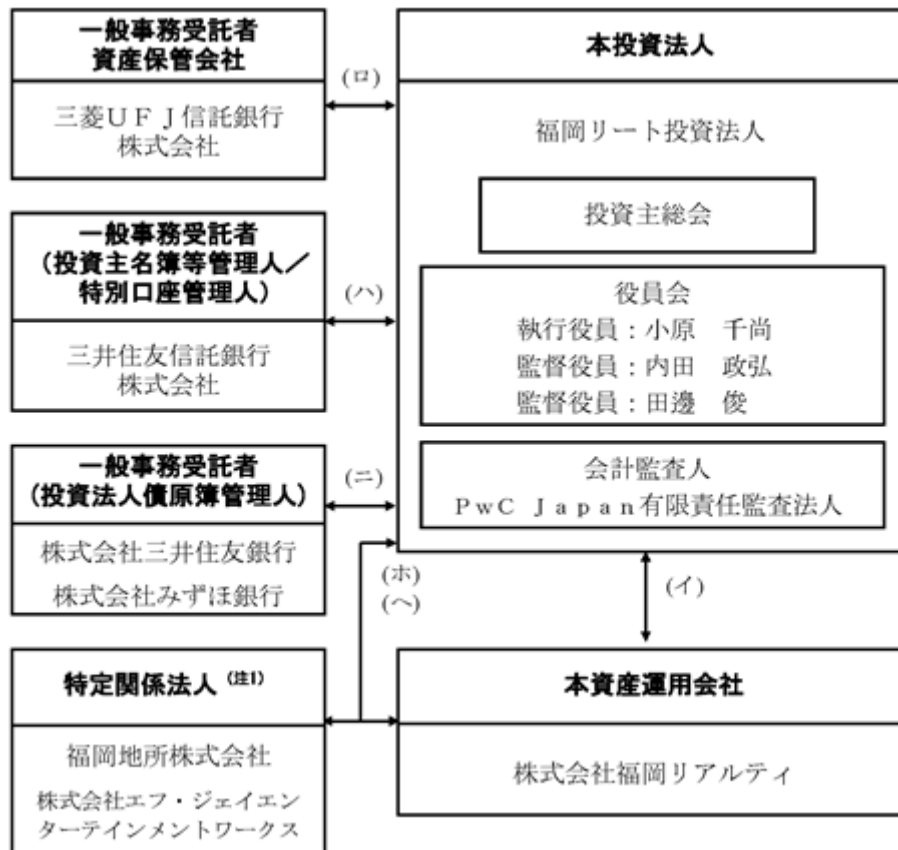 一般事務受託者
資産保管会社
三菱ＵＦＪ信託銀行
株式会社
(ロ)
一般事務受託者
（投資主名簿等管理人／
特別口座管理人）
三井住友信託銀行
株式会社
(ハ)
一般事務受託者
（投資法人債原簿管理人）
株式会社三井住友銀行
株式会社みずほ銀行
(ニ)
本投資法人
福岡リート投資法人
投資主総会
役員会
執行役員：小原　千尚
監督役員：内田　政弘
監督役員：田邊　俊
会計監査人
ＰｗＣ Ｊａｐａｎ有限責任監査法人
(ホ)
(ヘ)
(イ)
特定関係法人（注1）
福岡地所株式会社
株式会社エフ・ジェイエン
ターテインメントワークス
本資産運用会社
株式会社福岡リアルティ